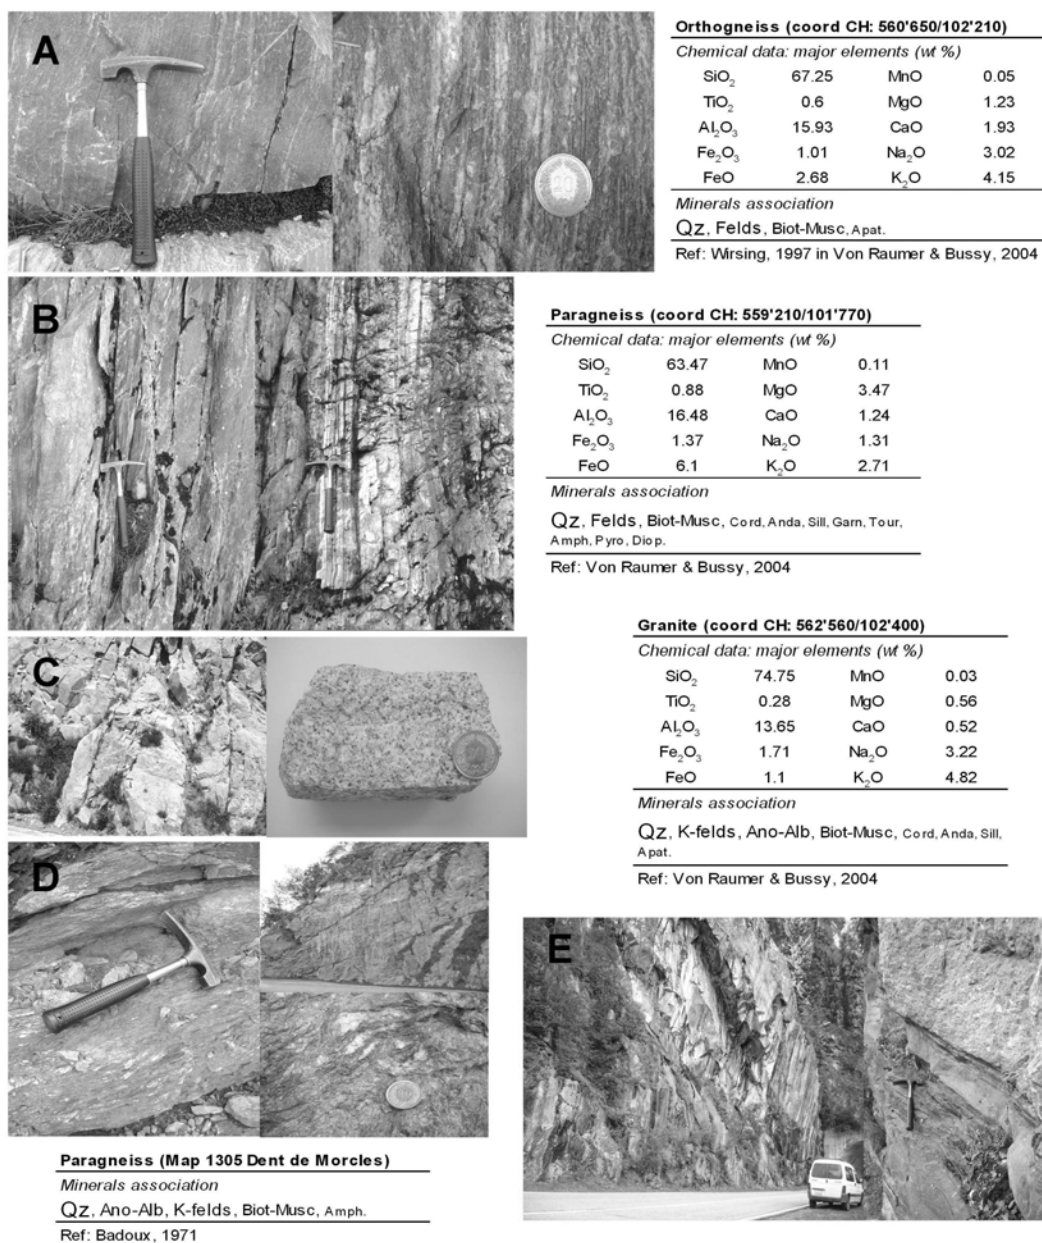 A
Orthogneiss (coord CH: 560'650/102'210)
Chemical data: major elements (wt %)
SiO2 67.25 MnO 0.05
TiO2 0.6 MgO 1.23
Al2O3 15.93 CaO 1.93
Fe2O3 1.01 Na2O 3.02
FeO 2.68 K2O 4.15
Minerals association
Qz, Felds, Biot-Musc, Apat.
Ref: Wirsing, 1997 in Von Raumer & Bussy, 2004
B
Paragneiss (coord CH: 559'210/101'770)
Chemical data: major elements (wt %)
SiO2 63.47 MnO 0.11
TiO2 0.88 MgO 3.47
Al2O3 16.48 CaO 1.24
Fe2O3 1.37 Na2O 1.31
FeO 6.1 K2O 2.71
Minerals association
Qz, Felds, Biot-Musc, Cord, Anda, Sill, Garn, Tour,
Amph, Pyro, Diop.
Ref: Von Raumer & Bussy, 2004
C
Granite (coord CH: 562'560/102'400)
Chemical data: major elements (wt %)
SiO2 74.75 MnO 0.03
TiO2 0.28 MgO 0.56
Al2O3 13.65 CaO 0.52
Fe2O3 1.71 Na2O 3.22
FeO 1.1 K2O 4.82
Minerals association
Qz, K-felds, Ano-Alb, Biot-Musc, Cord, Anda, Sill,
Apat.
Ref: Von Raumer & Bussy, 2004
D
Paragneiss (Map 1305 Dent de Morcles)
Minerals association
Qz, Ano-Alb, K-felds, Biot-Musc, Amph.
Ref: Badoux, 1971
E